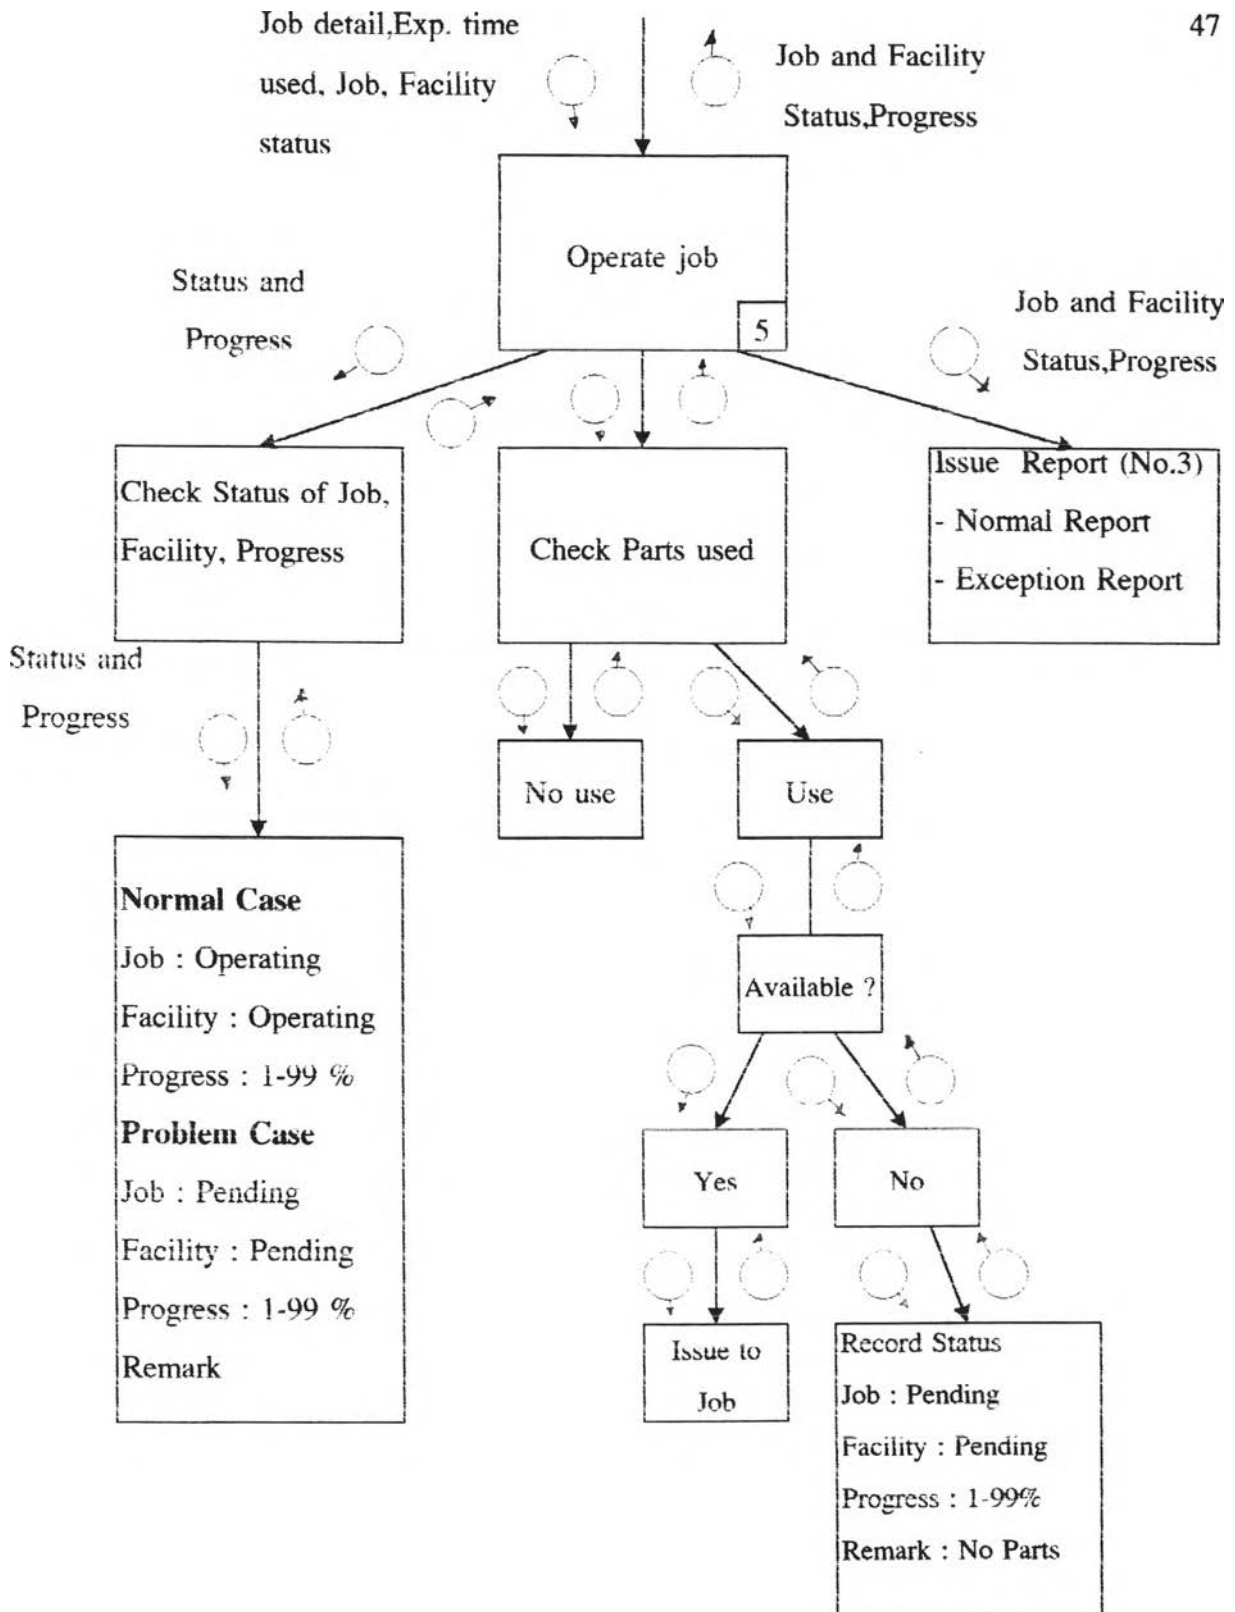 47
Job detail,Exp. time
used, Job, Facility
status
Job and Facility
Status,Progress
Operate job
5
Status and
Progress
Job and Facility
Status,Progress
Check Status of Job,
Facility, Progress
Check Parts used
Issue Report (No.3)
- Normal Report
- Exception Report
Status and
Progress
No use
Use
Normal Case
Job : Operating
Facility : Operating
Progress : 1-99 %
Problem Case
Job : Pending
Facility : Pending
Progress : 1-99 %
Remark
Available ?
Yes
No
Issue to
Job
Record Status
Job : Pending
Facility : Pending
Progress : 1-99%
Remark : No Parts